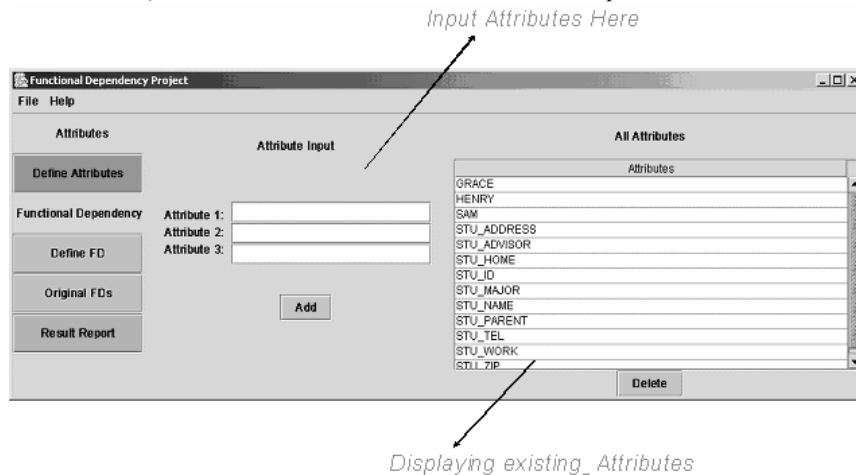 Input Attributes Here
Functional Dependency Project
File Help
Attributes
Define Attributes
Functional Dependency
Define FD
Original FDs
Result Report
Attribute Input
Attribute 1:
Attribute 2:
Attribute 3:
Add
All Attributes
Attributes
GRACE
HENRY
SAM
STU_ADDRESS
STU_ADVISOR
STU_HOME
STU_ID
STU_MAJOR
STU_NAME
STU_PARENT
STU_TEL
STU_WORK
STU_ZIP
Delete
Displaying existing_ Attributes